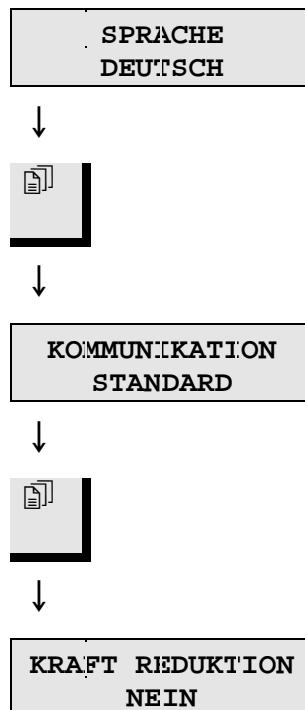 SPRACHE
DEUTSCH
KOMMUNIKATION
STANDARD
KRAFT REDUKTION
NEIN